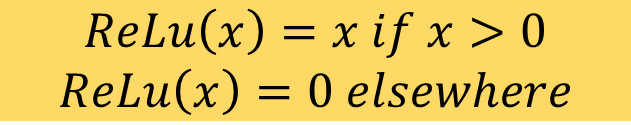 ReLu(x) = x if x > 0
ReLu(x) = 0 elsewhere